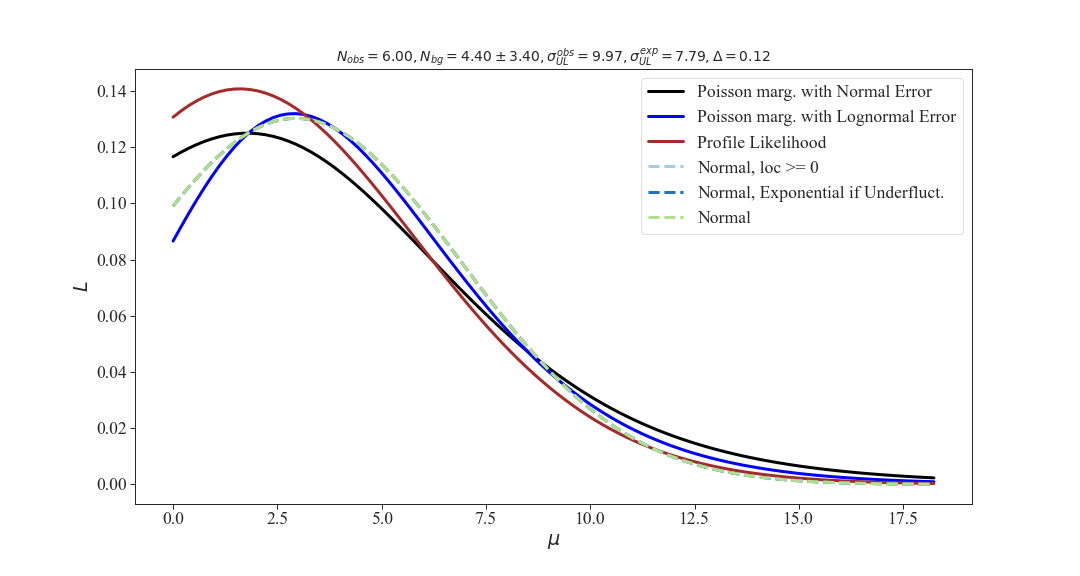 N_obs = 6.00, N_bg = 4.40 ± 3.40, σ_UL^obs = 9.97, σ_UL^exp = 7.79, Δ = 0.12
Poisson marg. with Normal Error
Poisson marg. with Lognormal Error
Profile Likelihood
Normal, loc >= 0
Normal, Exponential if Underfluct.
Normal
0.14
0.12
0.10
0.08
0.06
0.04
0.02
0.00
L
0.0 2.5 5.0 7.5 10.0 12.5 15.0 17.5
μ